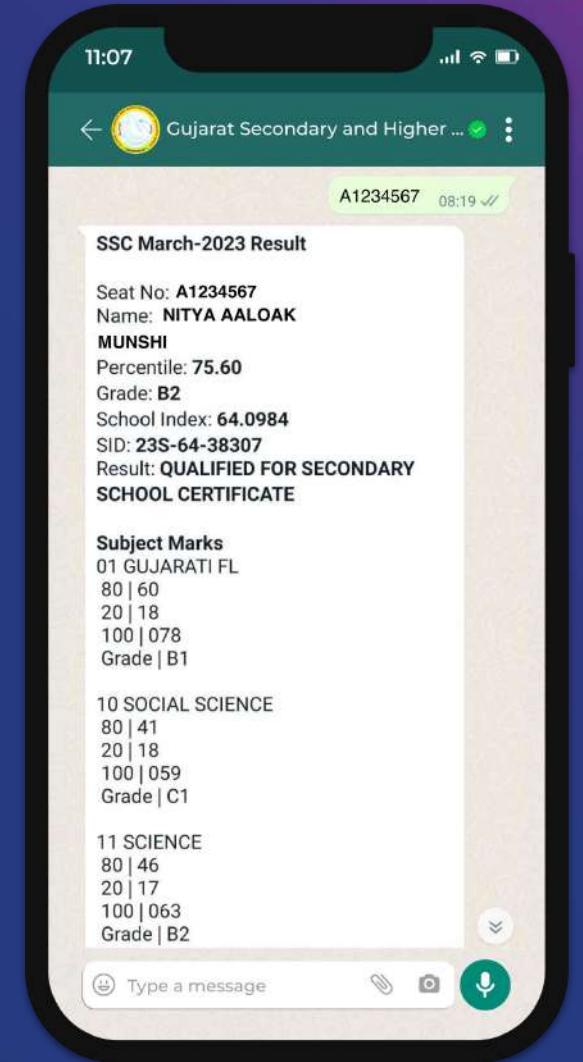 11:07
Gujarat Secondary and Higher ...
A1234567 08:19
SSC March-2023 Result
Seat No: A1234567
Name: NITYA AALOAK
MUNSHI
Percentile: 75.60
Grade: B2
School Index: 64.0984
SID: 23S-64-38307
Result: QUALIFIED FOR SECONDARY
SCHOOL CERTIFICATE
Subject Marks
01 GUJARATI FL
80 | 60
20 | 18
100 | 078
Grade | B1
10 SOCIAL SCIENCE
80 | 41
20 | 18
100 | 059
Grade | C1
11 SCIENCE
80 | 46
20 | 17
100 | 063
Grade | B2
Type a message